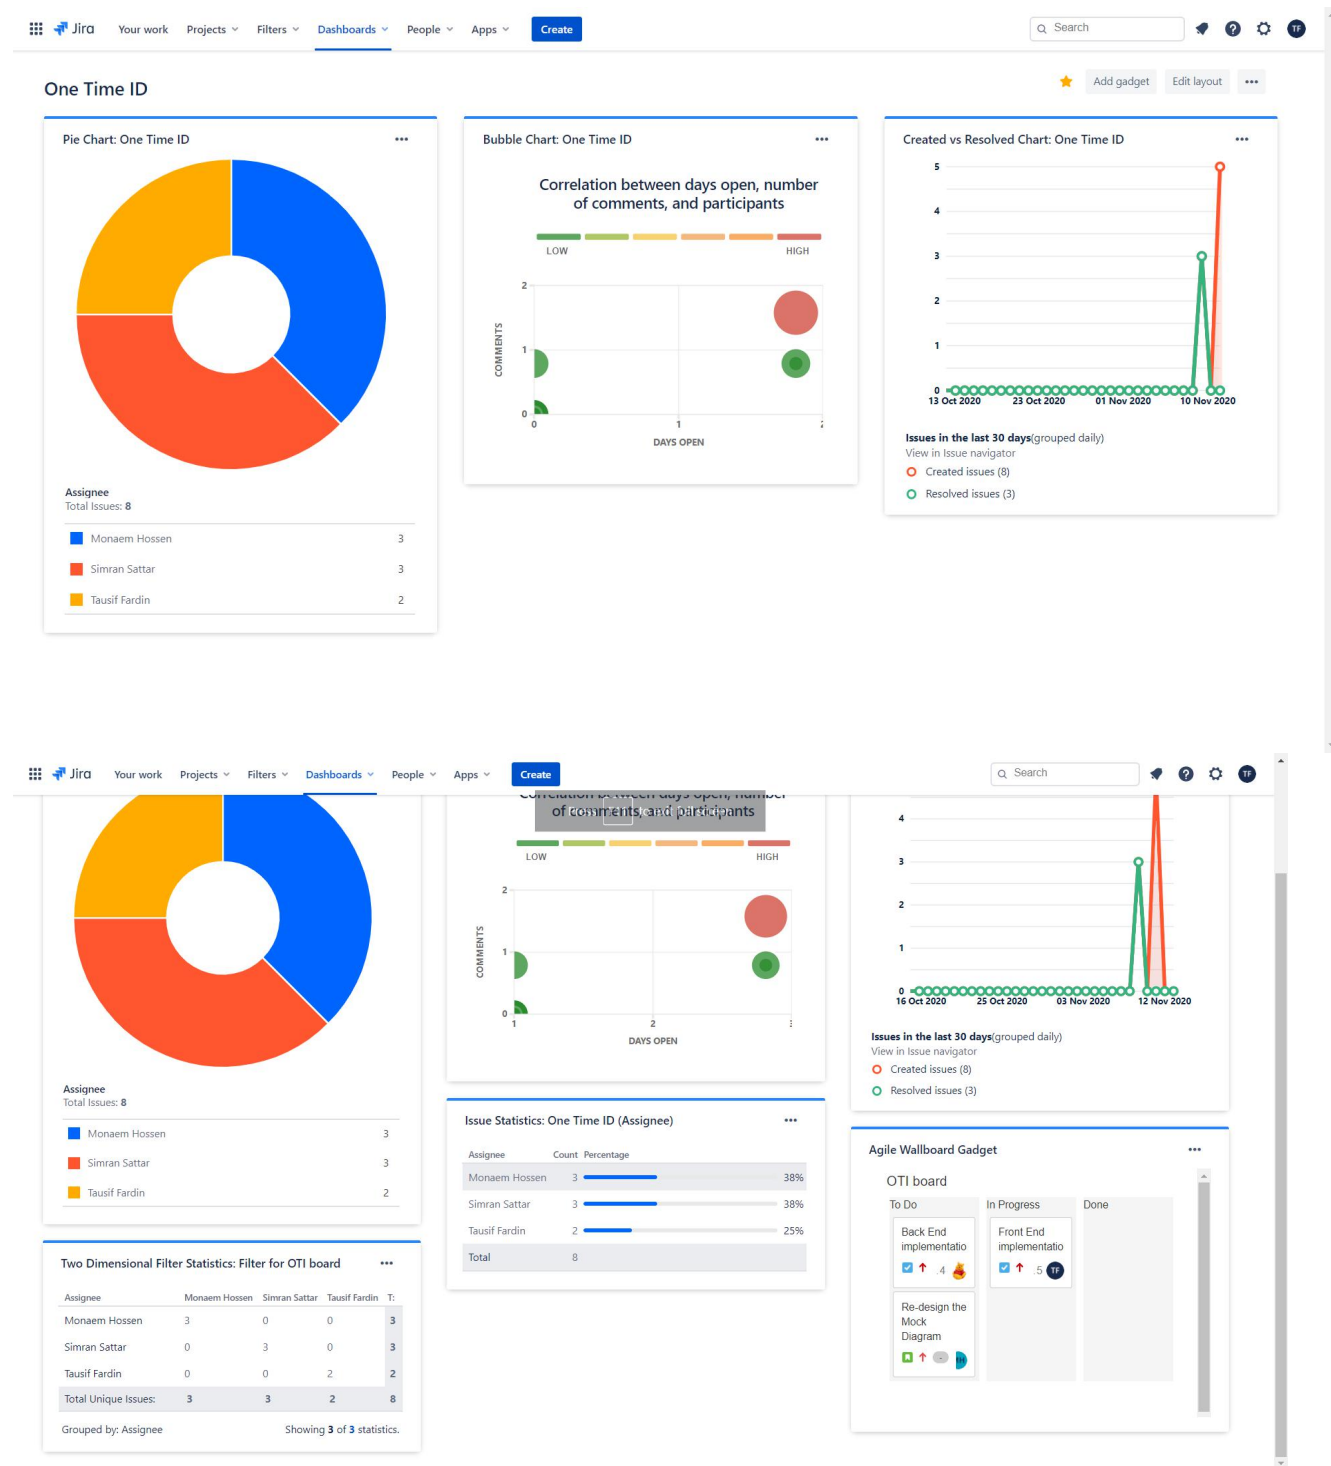 Jira Your work Projects Filters Dashboards People Apps Create Search TF
One Time ID
Add gadget Edit layout
Pie Chart: One Time ID
Assignee
Total Issues: 8
Monaem Hossen 3
Simran Sattar 3
Tausif Fardin 2
Bubble Chart: One Time ID
Correlation between days open, number
of comments, and participants
LOW HIGH
2
COMMENTS
1
0
0 1 2
DAYS OPEN
Created vs Resolved Chart: One Time ID
5
4
3
2
1
0
13 Oct 2020 23 Oct 2020 01 Nov 2020 10 Nov 2020
Issues in the last 30 days(grouped daily)
View in Issue navigator
Created issues (8)
Resolved issues (3)
Jira Your work Projects Filters Dashboards People Apps Create Search TF
Assignee
Total Issues: 8
Monaem Hossen 3
Simran Sattar 3
Tausif Fardin 2
Two Dimensional Filter Statistics: Filter for OTI board
Assignee Monaem Hossen Simran Sattar Tausif Fardin T:
Monaem Hossen 3 0 0 3
Simran Sattar 0 3 0 3
Tausif Fardin 0 0 2 2
Total Unique Issues: 3 3 2 8
Grouped by: Assignee Showing 3 of 3 statistics.
Correlation between days open, number
of comments, and participants
LOW HIGH
2
COMMENTS
1
0
1 2 3
DAYS OPEN
Issue Statistics: One Time ID (Assignee)
Assignee Count Percentage
Monaem Hossen 3 38%
Simran Sattar 3 38%
Tausif Fardin 2 25%
Total 8
4
3
2
1
0
16 Oct 2020 25 Oct 2020 03 Nov 2020 12 Nov 2020
Issues in the last 30 days(grouped daily)
View in Issue navigator
Created issues (8)
Resolved issues (3)
Agile Wallboard Gadget
OTI board
To Do In Progress Done
Back End
implementatio
.4
Re-design the
Mock
Diagram
-
Front End
implementatio
.5 TF